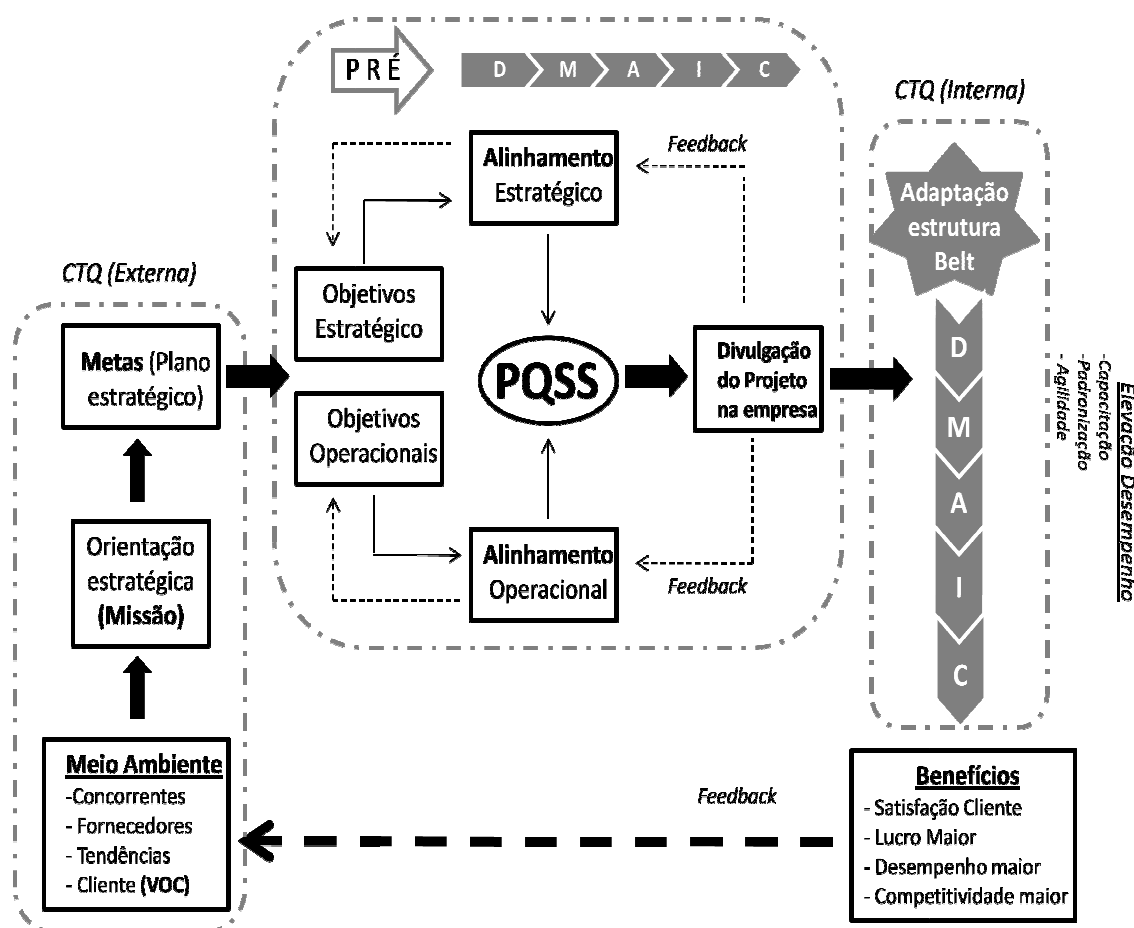 PRÉ
D M A I C
CTQ (Interna)
Alinhamento
Estratégico
Feedback
Adaptação
estrutura
Belt
CTQ (Externa)
Objetivos
Estratégico
Metas (Plano
estratégico)
PQSS
Divulgação
do Projeto
na empresa
Objetivos
Operacionais
D
M
A
I
C
Elevação Desempenho
-Capacitação
-Padronização
- Agilidade
Orientação
estratégica
(Missão)
Alinhamento
Operacional
Feedback
Meio Ambiente
-Concorrentes
- Fornecedores
- Tendências
- Cliente (VOC)
Feedback
Benefícios
- Satisfação Cliente
- Lucro Maior
- Desempenho maior
- Competitividade maior